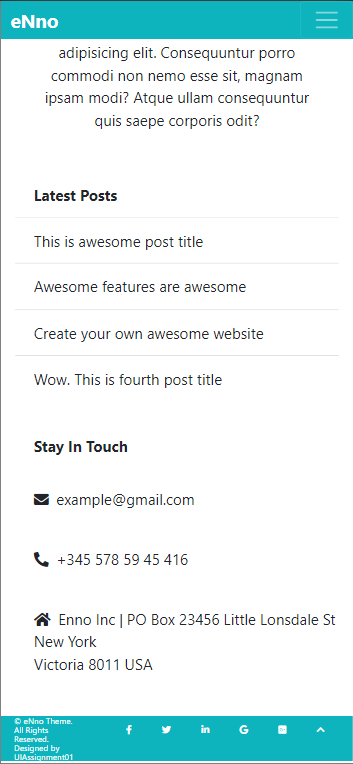 eNno
adipisicing elit. Consequuntur porro
commodi non nemo esse sit, magnam
ipsam modi? Atque ullam consequuntur
quis saepe corporis odit?
Latest Posts
This is awesome post title
Awesome features are awesome
Create your own awesome website
Wow. This is fourth post title
Stay In Touch
example@gmail.com
+345 578 59 45 416
Enno Inc | PO Box 23456 Little Lonsdale St
New York
Victoria 8011 USA
© eNno Theme.
All Rights
Reserved.
Designed by
UIAssignment01